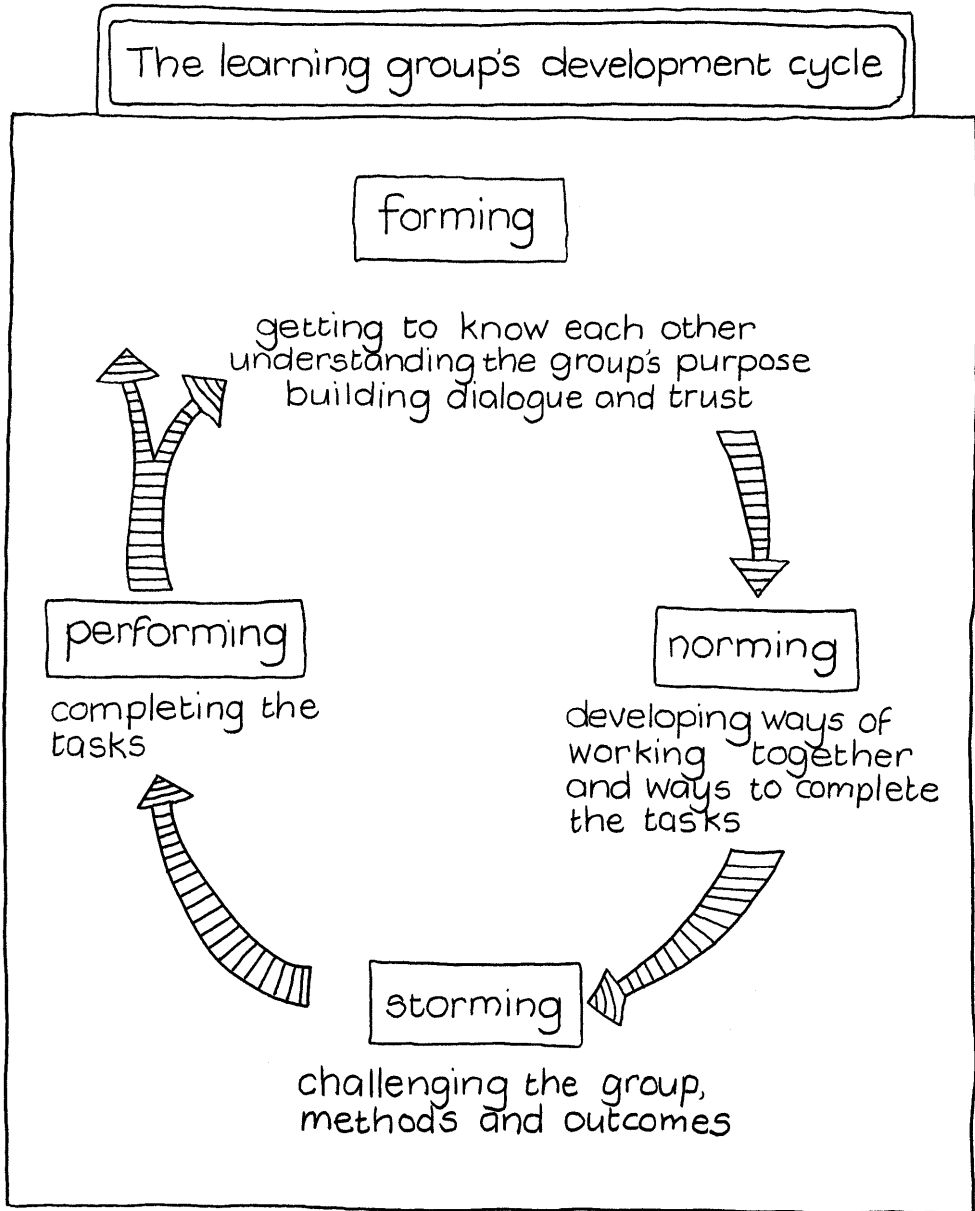 The learning group's development cycle
forming
getting to know each other
understanding the group's purpose
building dialogue and trust
norming
developing ways of
working together
and ways to complete
the tasks
storming
challenging the group,
methods and outcomes
performing
completing the
tasks